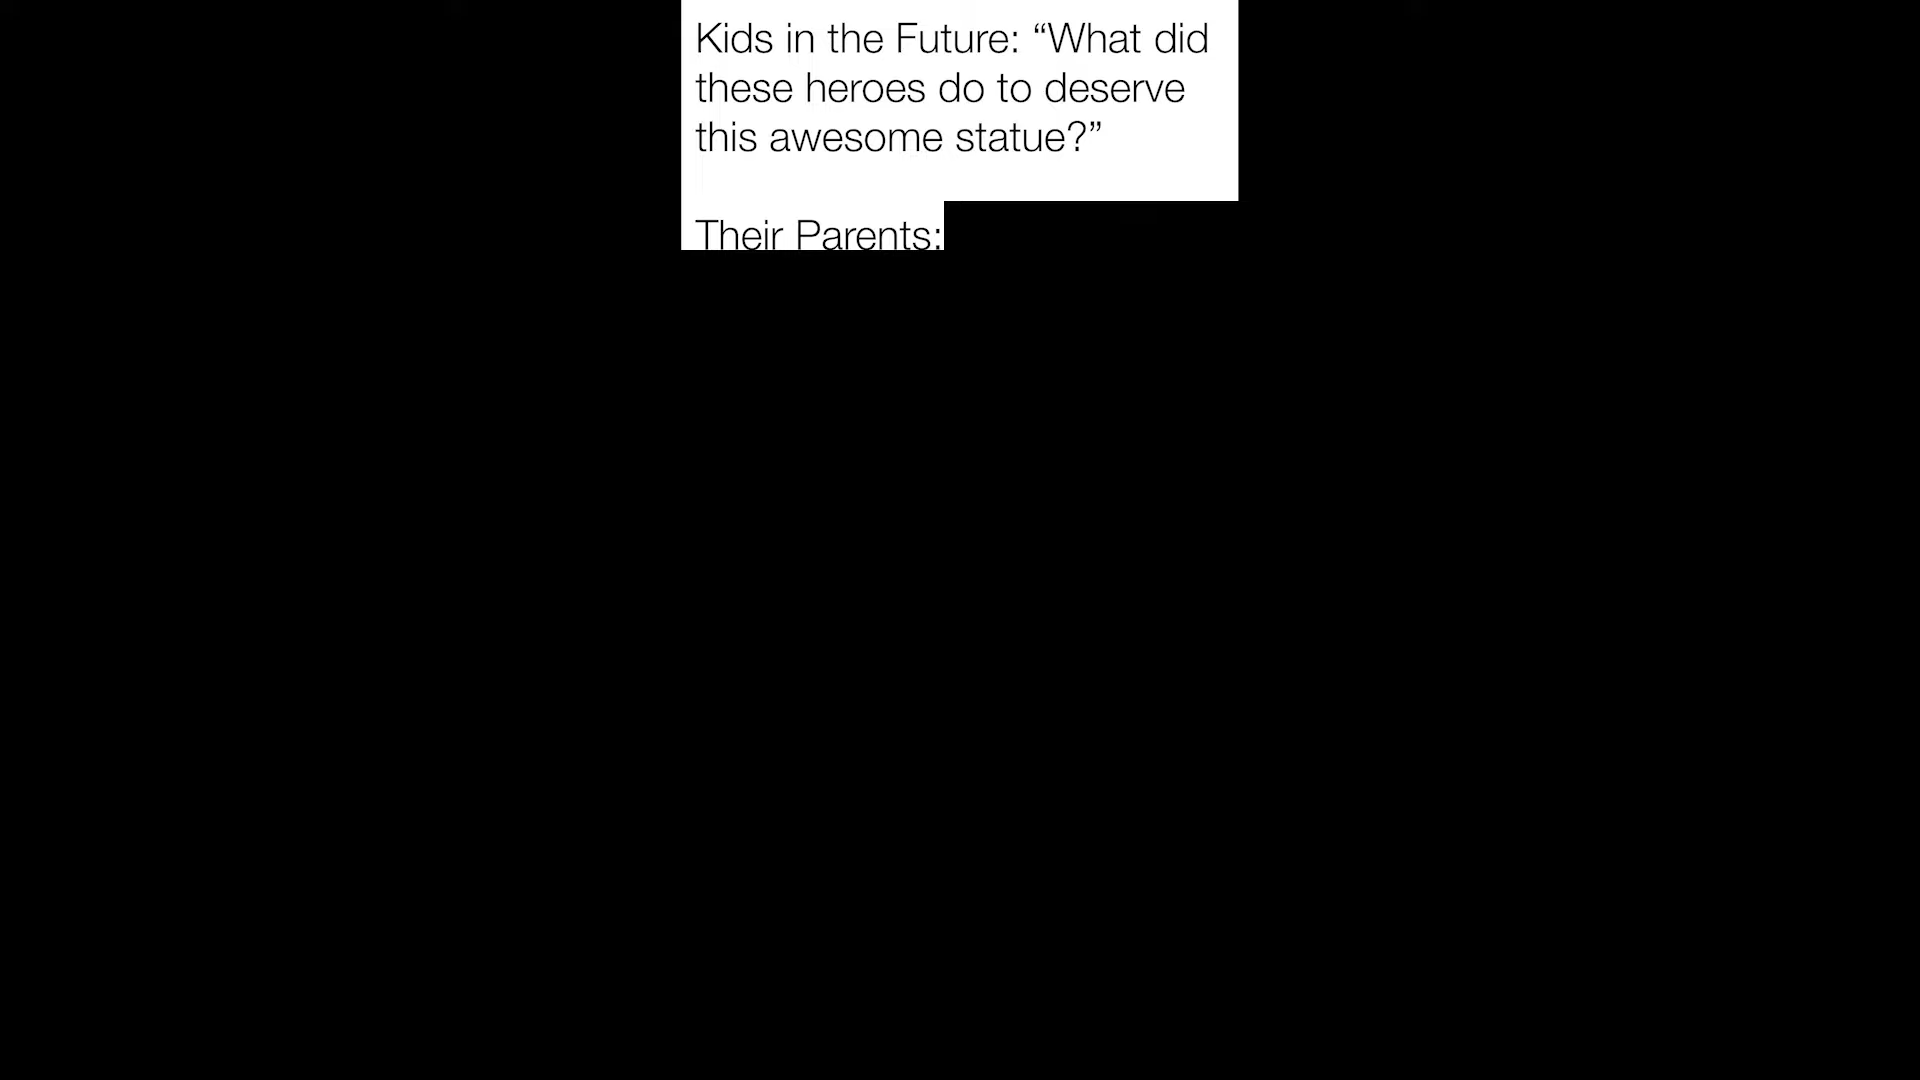 Kids in the Future: “What did
these heroes do to deserve
this awesome statue?”
Their Parents: